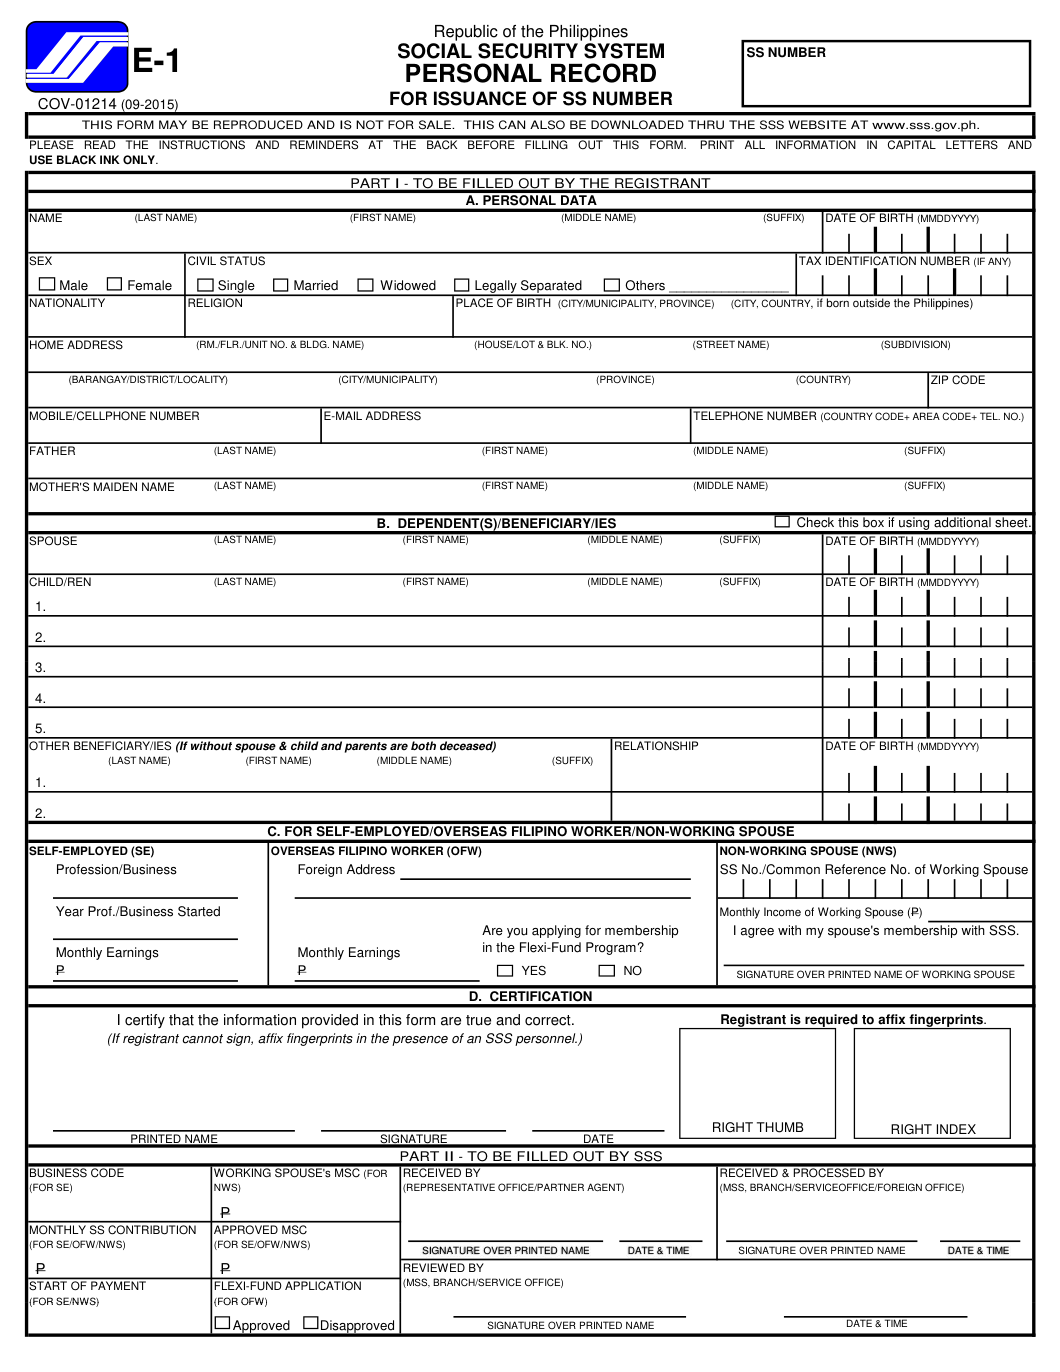 Republic of the Philippines
SOCIAL SECURITY SYSTEM
E-1
PERSONAL RECORD
FOR ISSUANCE OF SS NUMBER
COV-01214 (09-2015)
SS NUMBER
THIS FORM MAY BE REPRODUCED AND IS NOT FOR SALE. THIS CAN ALSO BE DOWNLOADED THRU THE SSS WEBSITE AT www.sss.gov.ph.
PLEASE READ THE INSTRUCTIONS AND REMINDERS AT THE BACK BEFORE FILLING OUT THIS FORM. PRINT ALL INFORMATION IN CAPITAL LETTERS AND
USE BLACK INK ONLY.
PART I - TO BE FILLED OUT BY THE REGISTRANT
A. PERSONAL DATA
NAME (LAST NAME) (FIRST NAME) (MIDDLE NAME) (SUFFIX) DATE OF BIRTH (MMDDYYYY)
SEX CIVIL STATUS TAX IDENTIFICATION NUMBER (IF ANY)
Male Female Single Married Widowed Legally Separated Others ________________
NATIONALITY RELIGION PLACE OF BIRTH (CITY/MUNICIPALITY, PROVINCE) (CITY, COUNTRY, if born outside the Philippines)
HOME ADDRESS (RM./FLR./UNIT NO. & BLDG. NAME) (HOUSE/LOT & BLK. NO.) (STREET NAME) (SUBDIVISION)
(BARANGAY/DISTRICT/LOCALITY) (CITY/MUNICIPALITY) (PROVINCE) (COUNTRY) ZIP CODE
MOBILE/CELLPHONE NUMBER E-MAIL ADDRESS TELEPHONE NUMBER (COUNTRY CODE+ AREA CODE+ TEL. NO.)
FATHER (LAST NAME) (FIRST NAME) (MIDDLE NAME) (SUFFIX)
MOTHER'S MAIDEN NAME (LAST NAME) (FIRST NAME) (MIDDLE NAME) (SUFFIX)
B. DEPENDENT(S)/BENEFICIARY/IES Check this box if using additional sheet.
SPOUSE (LAST NAME) (FIRST NAME) (MIDDLE NAME) (SUFFIX) DATE OF BIRTH (MMDDYYYY)
CHILD/REN (LAST NAME) (FIRST NAME) (MIDDLE NAME) (SUFFIX) DATE OF BIRTH (MMDDYYYY)
1.
2.
3.
4.
5.
OTHER BENEFICIARY/IES (If without spouse & child and parents are both deceased) RELATIONSHIP DATE OF BIRTH (MMDDYYYY)
(LAST NAME) (FIRST NAME) (MIDDLE NAME) (SUFFIX)
1.
2.
C. FOR SELF-EMPLOYED/OVERSEAS FILIPINO WORKER/NON-WORKING SPOUSE
SELF-EMPLOYED (SE)
Profession/Business
Year Prof./Business Started
Monthly Earnings
₱
OVERSEAS FILIPINO WORKER (OFW)
Foreign Address
Monthly Earnings
₱
Are you applying for membership
in the Flexi-Fund Program?
YES NO
NON-WORKING SPOUSE (NWS)
SS No./Common Reference No. of Working Spouse
Monthly Income of Working Spouse (₱)
I agree with my spouse's membership with SSS.
SIGNATURE OVER PRINTED NAME OF WORKING SPOUSE
D. CERTIFICATION
I certify that the information provided in this form are true and correct.
(If registrant cannot sign, affix fingerprints in the presence of an SSS personnel.)
PRINTED NAME SIGNATURE DATE
Registrant is required to affix fingerprints.
RIGHT THUMB RIGHT INDEX
PART II - TO BE FILLED OUT BY SSS
BUSINESS CODE
(FOR SE)
WORKING SPOUSE's MSC (FOR
NWS)
₱
MONTHLY SS CONTRIBUTION
(FOR SE/OFW/NWS)
₱
APPROVED MSC
(FOR SE/OFW/NWS)
₱
START OF PAYMENT
(FOR SE/NWS)
FLEXI-FUND APPLICATION
(FOR OFW)
Approved Disapproved
RECEIVED BY
(REPRESENTATIVE OFFICE/PARTNER AGENT)
SIGNATURE OVER PRINTED NAME DATE & TIME
RECEIVED & PROCESSED BY
(MSS, BRANCH/SERVICEOFFICE/FOREIGN OFFICE)
SIGNATURE OVER PRINTED NAME DATE & TIME
REVIEWED BY
(MSS, BRANCH/SERVICE OFFICE)
SIGNATURE OVER PRINTED NAME DATE & TIME